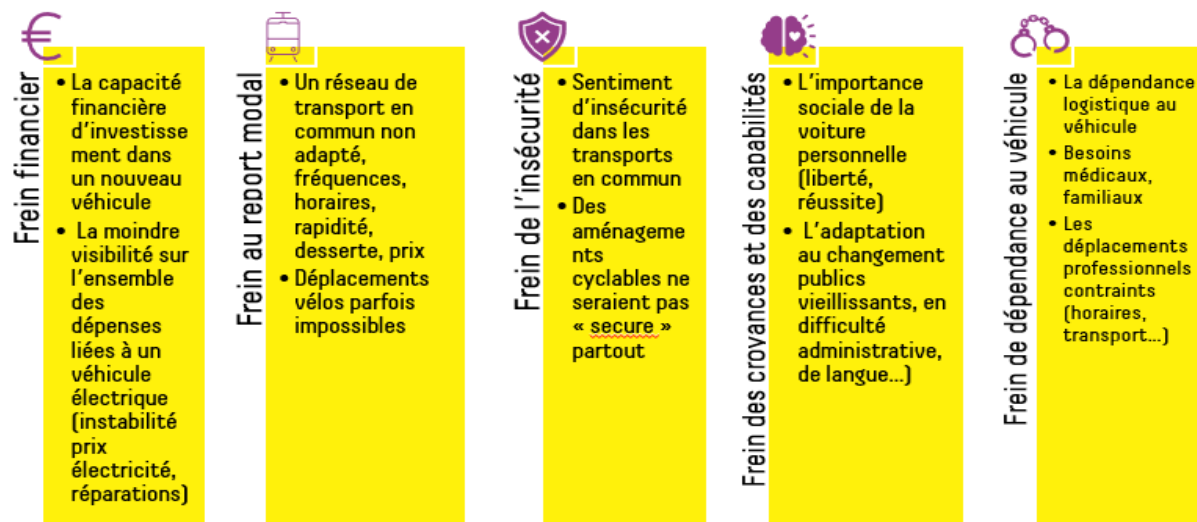 Frein financier
• La capacité
financière
d'investisse
ment dans
un nouveau
véhicule
• La moindre
visibilité sur
l'ensemble
des
dépenses
liées à un
véhicule
électrique
(instabilité
prix
électricité,
réparations)
Frein au report modal
• Un réseau de
transport en
commun non
adapté,
fréquences,
horaires,
rapidité,
desserte, prix
• Déplacements
vélos parfois
impossibles
Frein de l'insécurité
• Sentiment
d'insécurité
dans les
transports
en commun
• Des
aménageme
nts
cyclables ne
seraient pas
« secure »
partout
Frein des croyances et des capabilités
• L'importance
sociale de la
voiture
personnelle
(liberté,
réussite)
• L'adaptation
au changement
publics
vieillissants, en
difficulté
administrative,
de langue...)
Frein de dépendance au véhicule
• La dépendance
logistique au
véhicule
• Besoins
médicaux,
familiaux
• Les
déplacements
professionnels
contraints
(horaires,
transport...)